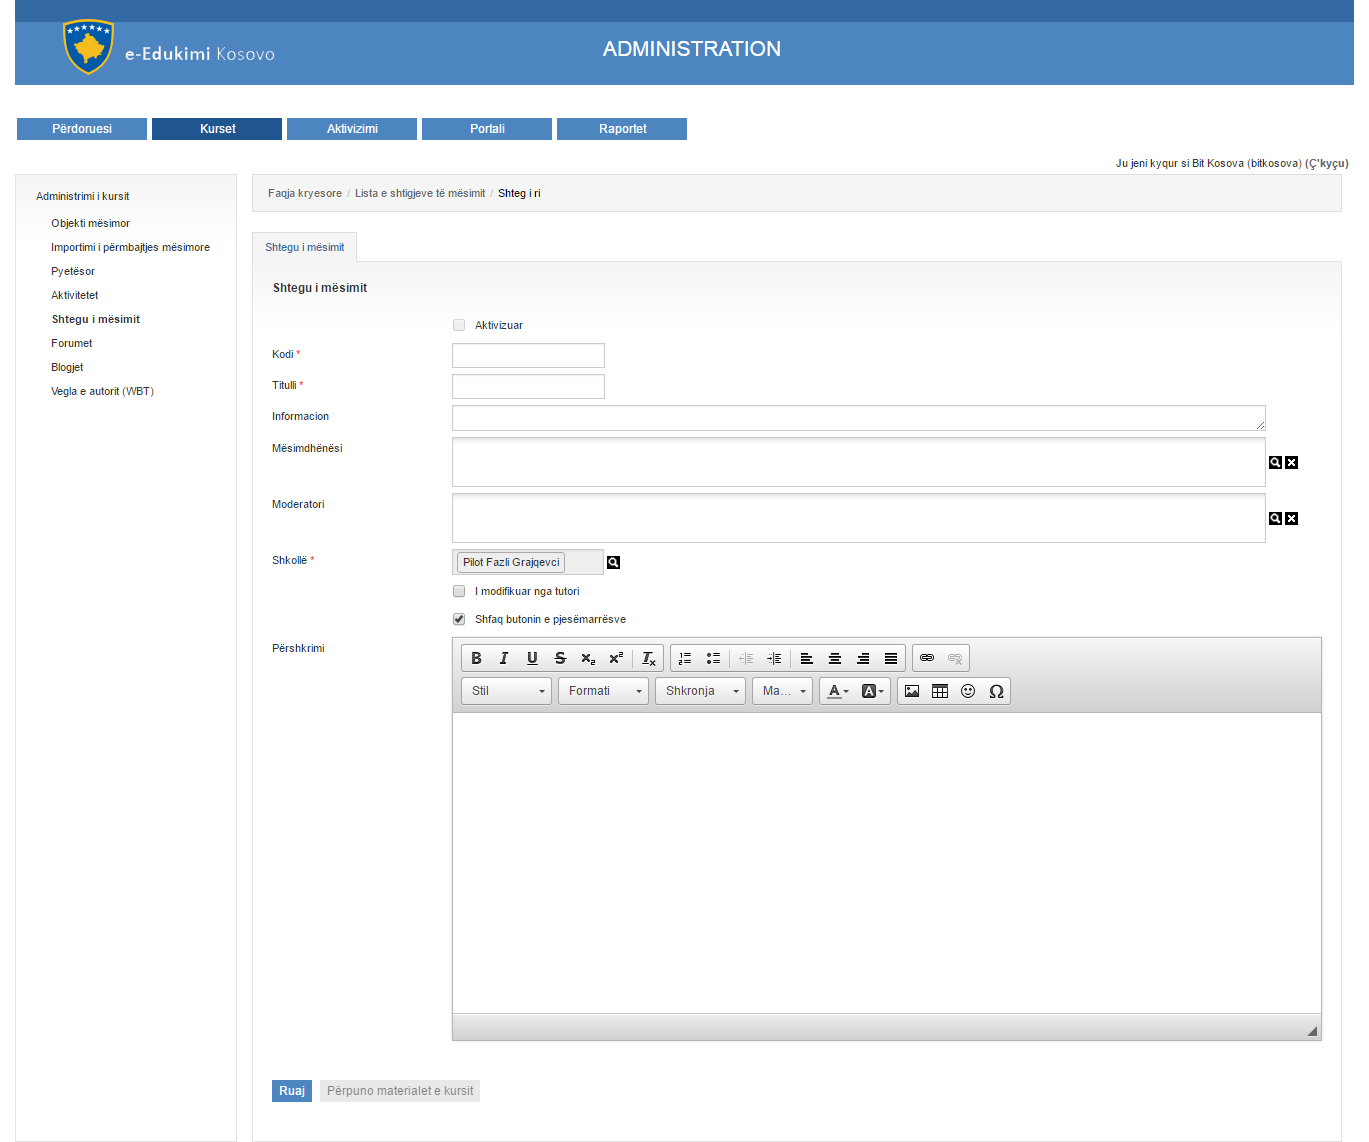 e-Edukimi Kosovo
ADMINISTRATION
Përdoruesi Kurset Aktivizimi Portali Raportet
Ju jeni kyqur si Bit Kosova (bitkosova) (Ç'kyçu)
Administrimi i kursit
Objekti mësimor
Importimi i përmbajtjes mësimore
Pyetësor
Aktivitetet
Shtegu i mësimit
Forumet
Blogjet
Vegla e autorit (WBT)
Faqja kryesore / Lista e shtigjeve të mësimit / Shteg i ri
Shtegu i mësimit
Shtegu i mësimit
Aktivizuar
Kodi *
Titulli *
Informacion
Mësimdhënësi
Moderatori
Shkollë * Pilot Fazli Grajqevci
I modifikuar nga tutori
Shfaq butonin e pjesëmarrësve
Përshkrimi
Stil Formati Shkronja Ma...
Ruaj Përpuno materialet e kursit